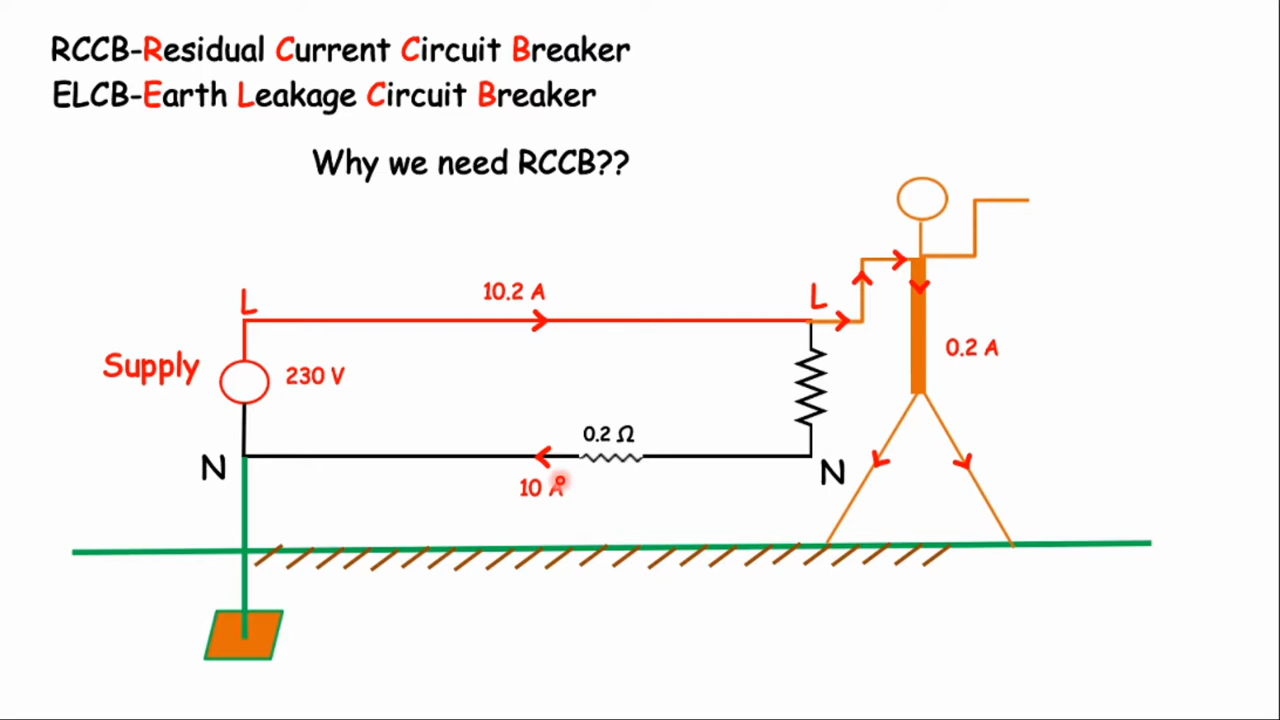 RCCB-Residual Current Circuit Breaker
ELCB-Earth Leakage Circuit Breaker
Why we need RCCB??
L
10.2 A
L
Supply
230 V
0.2 A
0.2 Ω
N
N
10 A